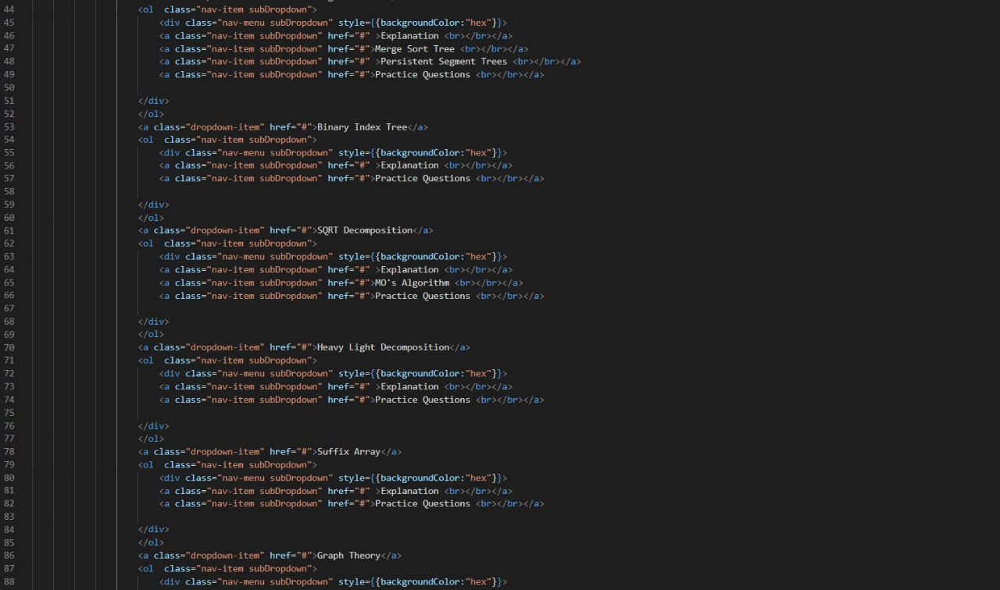 44 <ol  class="nav-item subDropdown">
45 <div class="nav-menu subDropdown" style={{backgroundColor:"hex"}}>
46 <a class="nav-item subDropdown" href="#" >Explanation <br></br></a>
47 <a class="nav-item subDropdown" href="#">Merge Sort Tree <br></br></a>
48 <a class="nav-item subDropdown" href="#" >Persistent Segment Trees <br></br></a>
49 <a class="nav-item subDropdown" href="#">Practice Questions <br></br></a>
50
51 </div>
52 </ol>
53 <a class="dropdown-item" href="#">Binary Index Tree</a>
54 <ol  class="nav-item subDropdown">
55 <div class="nav-menu subDropdown" style={{backgroundColor:"hex"}}>
56 <a class="nav-item subDropdown" href="#" >Explanation <br></br></a>
57 <a class="nav-item subDropdown" href="#">Practice Questions <br></br></a>
58
59 </div>
60 </ol>
61 <a class="dropdown-item" href="#">SQRT Decomposition</a>
62 <ol  class="nav-item subDropdown">
63 <div class="nav-menu subDropdown" style={{backgroundColor:"hex"}}>
64 <a class="nav-item subDropdown" href="#" >Explanation <br></br></a>
65 <a class="nav-item subDropdown" href="#">MO's Algorithm <br></br></a>
66 <a class="nav-item subDropdown" href="#">Practice Questions <br></br></a>
67
68 </div>
69 </ol>
70 <a class="dropdown-item" href="#">Heavy Light Decomposition</a>
71 <ol  class="nav-item subDropdown">
72 <div class="nav-menu subDropdown" style={{backgroundColor:"hex"}}>
73 <a class="nav-item subDropdown" href="#" >Explanation <br></br></a>
74 <a class="nav-item subDropdown" href="#">Practice Questions <br></br></a>
75
76 </div>
77 </ol>
78 <a class="dropdown-item" href="#">Suffix Array</a>
79 <ol  class="nav-item subDropdown">
80 <div class="nav-menu subDropdown" style={{backgroundColor:"hex"}}>
81 <a class="nav-item subDropdown" href="#" >Explanation <br></br></a>
82 <a class="nav-item subDropdown" href="#">Practice Questions <br></br></a>
83
84 </div>
85 </ol>
86 <a class="dropdown-item" href="#">Graph Theory</a>
87 <ol  class="nav-item subDropdown">
88 <div class="nav-menu subDropdown" style={{backgroundColor:"hex"}}>